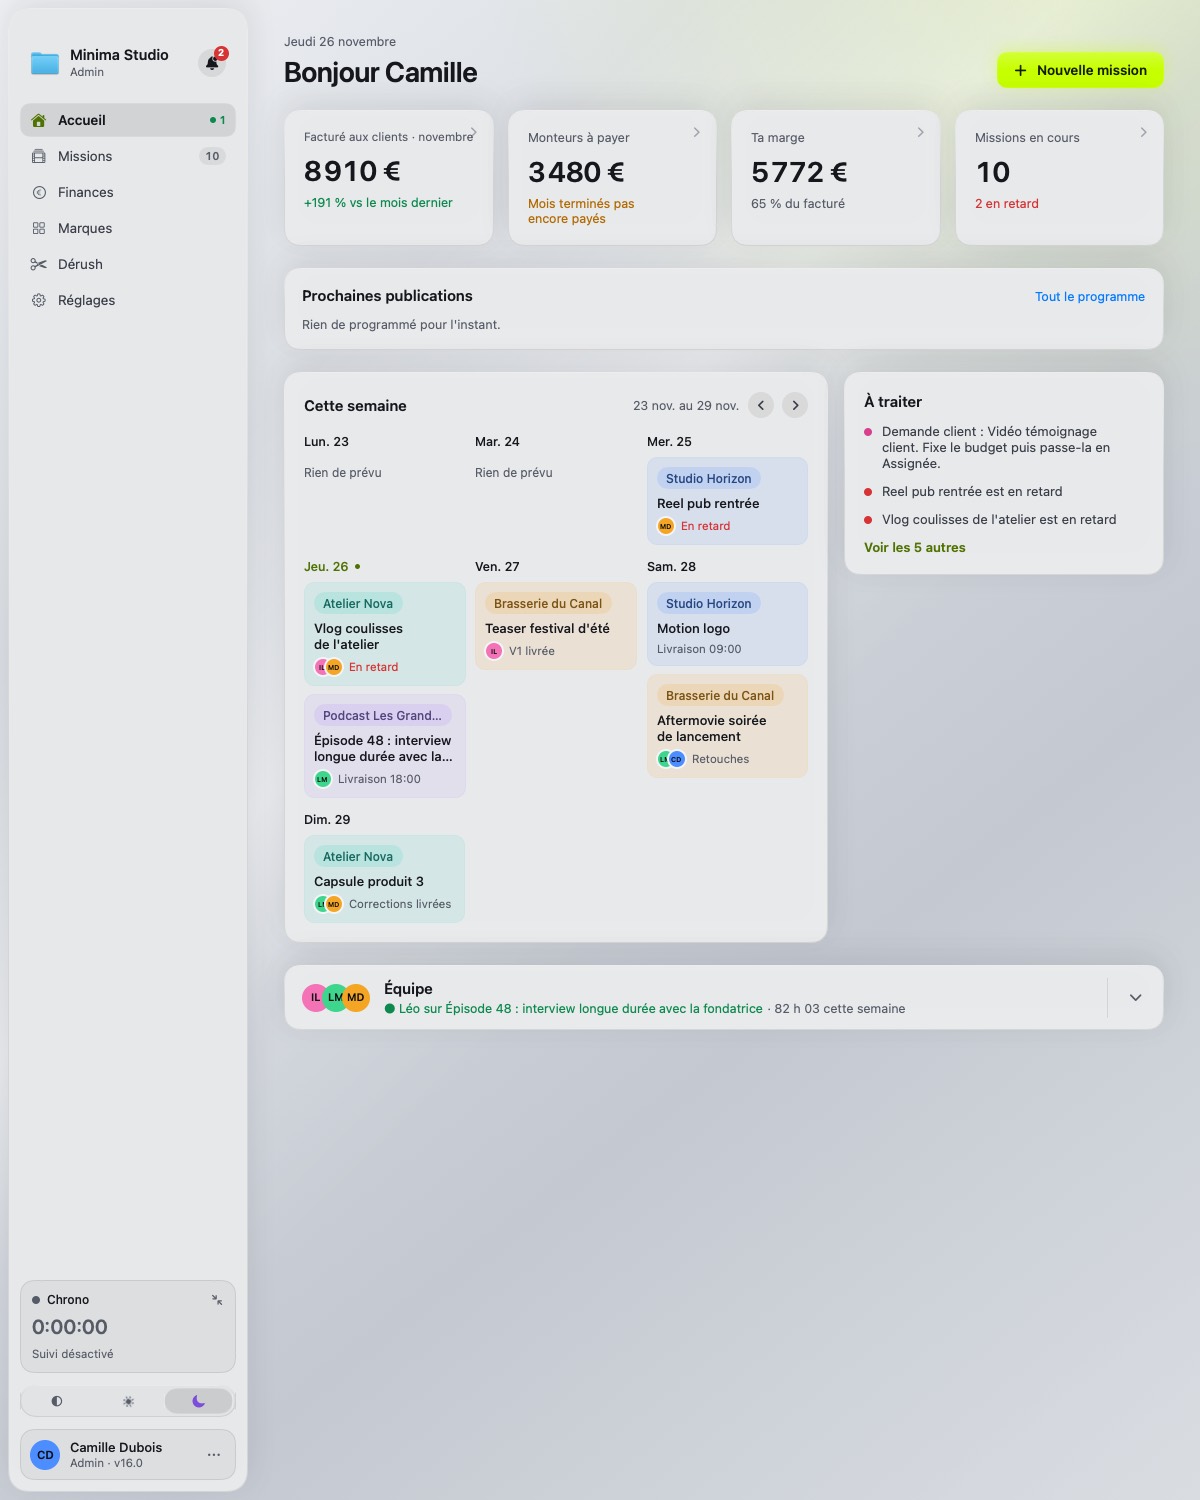 Minima Studio
Admin
2
Accueil
1
Missions
10
Finances
Marques
Dérush
Réglages
Chrono
0:00:00
Suivi désactivé
CD
Camille Dubois
Admin · v16.0
Jeudi 26 novembre
Bonjour Camille
Nouvelle mission
Facturé aux clients · novembre
8 910 €
+191 % vs le mois dernier
Monteurs à payer
3 480 €
Mois terminés pas
encore payés
Ta marge
5 772 €
65 % du facturé
Missions en cours
10
2 en retard
Prochaines publications
Tout le programme
Rien de programmé pour l'instant.
Cette semaine
23 nov. au 29 nov.
Lun. 23
Rien de prévu
Mar. 24
Rien de prévu
Mer. 25
Studio Horizon
Reel pub rentrée
MD
En retard
Jeu. 26
Atelier Nova
Vlog coulisses
de l'atelier
IL MD
En retard
Podcast Les Grand...
Épisode 48 : interview
longue durée avec la...
LM
Livraison 18:00
Ven. 27
Brasserie du Canal
Teaser festival d'été
IL
V1 livrée
Sam. 28
Studio Horizon
Motion logo
Livraison 09:00
Brasserie du Canal
Aftermovie soirée
de lancement
LM CD
Retouches
Dim. 29
Atelier Nova
Capsule produit 3
LM MD
Corrections livrées
À traiter
Demande client : Vidéo témoignage
client. Fixe le budget puis passe-la en
Assignée.
Reel pub rentrée est en retard
Vlog coulisses de l'atelier est en retard
Voir les 5 autres
IL LM MD
Équipe
Léo sur Épisode 48 : interview longue durée avec la fondatrice · 82 h 03 cette semaine